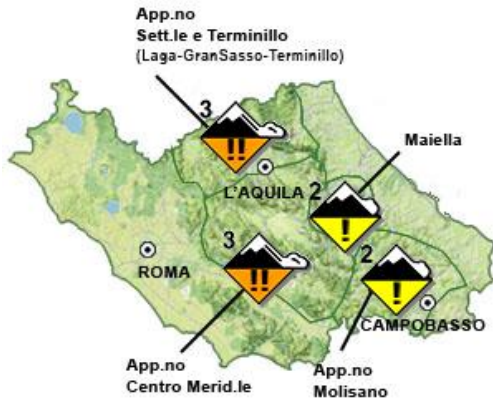 App.no
Sett.le e Terminillo
(Laga-GranSasso-Terminillo)
3
!!
Maiella
L'AQUILA
2
!
3
!!
2
!
ROMA
CAMPOBASSO
App.no
Centro Merid.le
App.no
Molisano